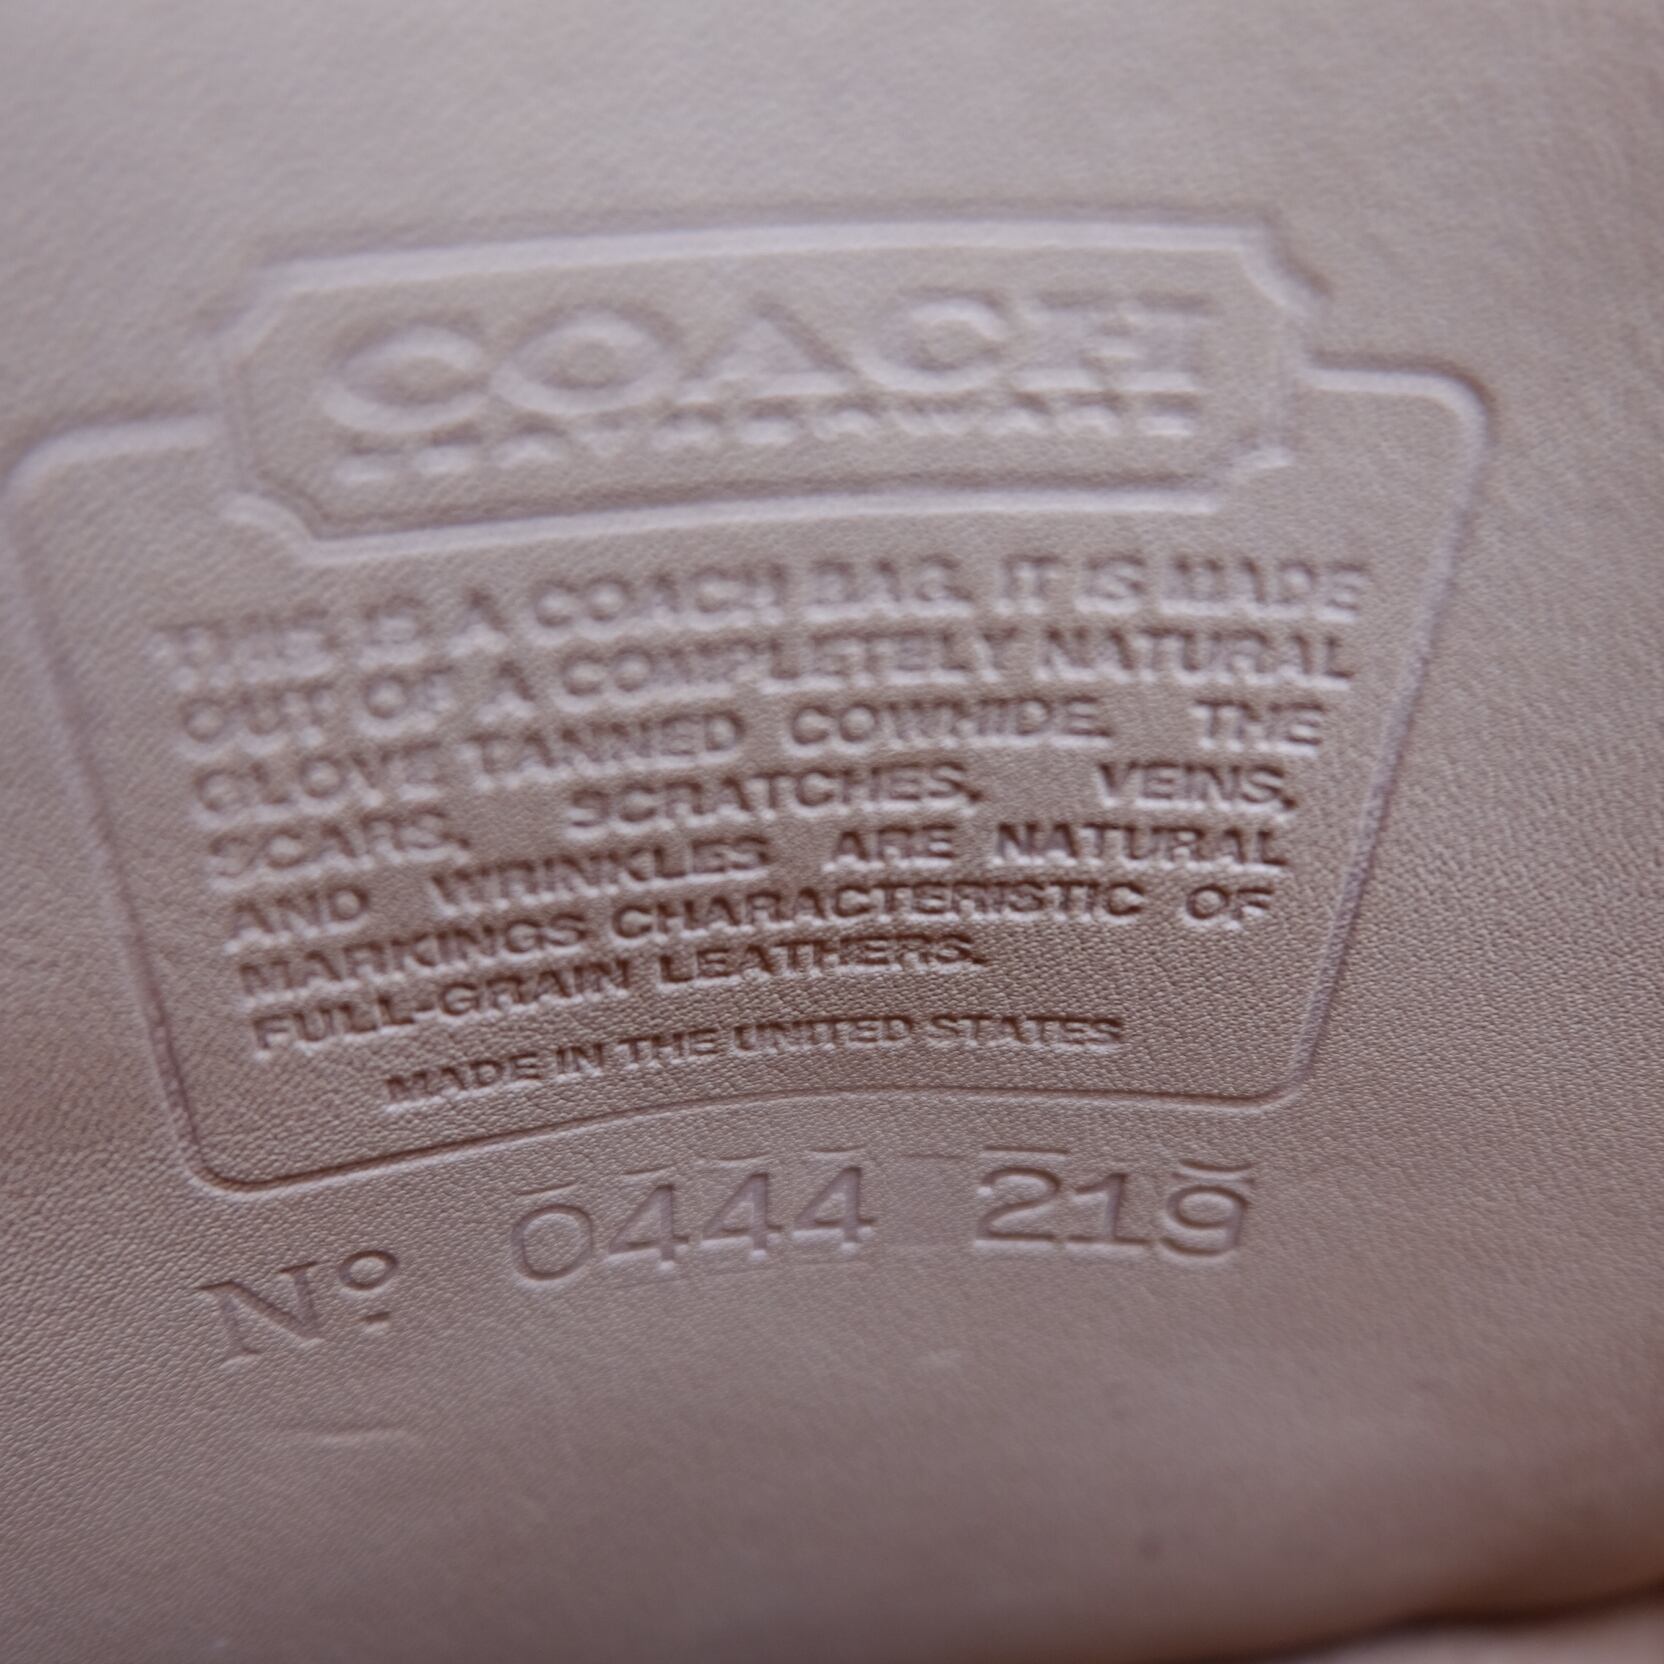 COACH
LEATHERWARE
THIS IS A COACH BAG. IT IS MADE
OUT OF A COMPLETELY NATURAL
GLOVE TANNED COWHIDE. THE
SCARS, SCRATCHES, VEINS,
AND WRINKLES ARE NATURAL
MARKINGS CHARACTERISTIC OF
FULL-GRAIN LEATHERS.
MADE IN THE UNITED STATES
Nº 0444 219